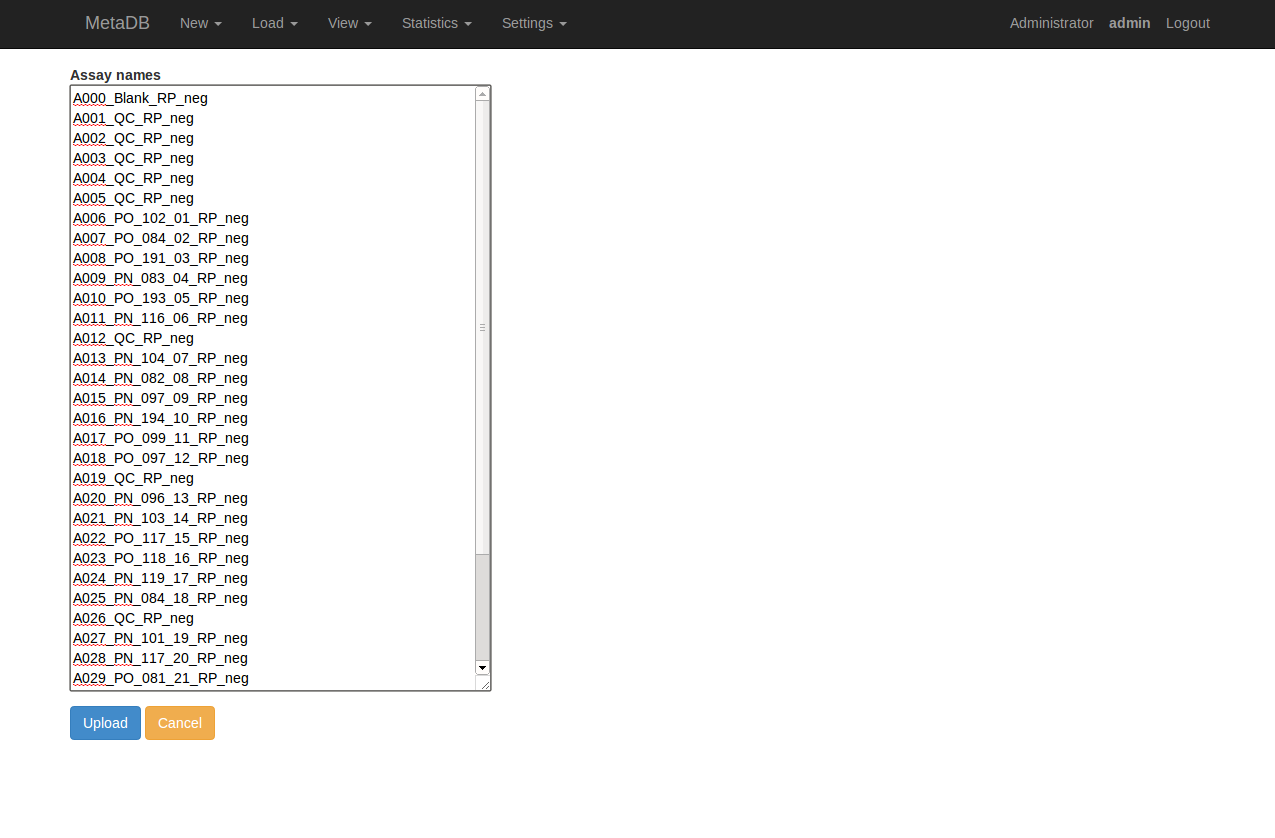 MetaDB New Load View Statistics Settings Administrator admin Logout
Assay names
A000_Blank_RP_neg
A001_QC_RP_neg
A002_QC_RP_neg
A003_QC_RP_neg
A004_QC_RP_neg
A005_QC_RP_neg
A006_PO_102_01_RP_neg
A007_PO_084_02_RP_neg
A008_PO_191_03_RP_neg
A009_PN_083_04_RP_neg
A010_PO_193_05_RP_neg
A011_PN_116_06_RP_neg
A012_QC_RP_neg
A013_PN_104_07_RP_neg
A014_PN_082_08_RP_neg
A015_PN_097_09_RP_neg
A016_PN_194_10_RP_neg
A017_PO_099_11_RP_neg
A018_PO_097_12_RP_neg
A019_QC_RP_neg
A020_PN_096_13_RP_neg
A021_PN_103_14_RP_neg
A022_PO_117_15_RP_neg
A023_PO_118_16_RP_neg
A024_PN_119_17_RP_neg
A025_PN_084_18_RP_neg
A026_QC_RP_neg
A027_PN_101_19_RP_neg
A028_PN_117_20_RP_neg
A029_PO_081_21_RP_neg
Upload Cancel